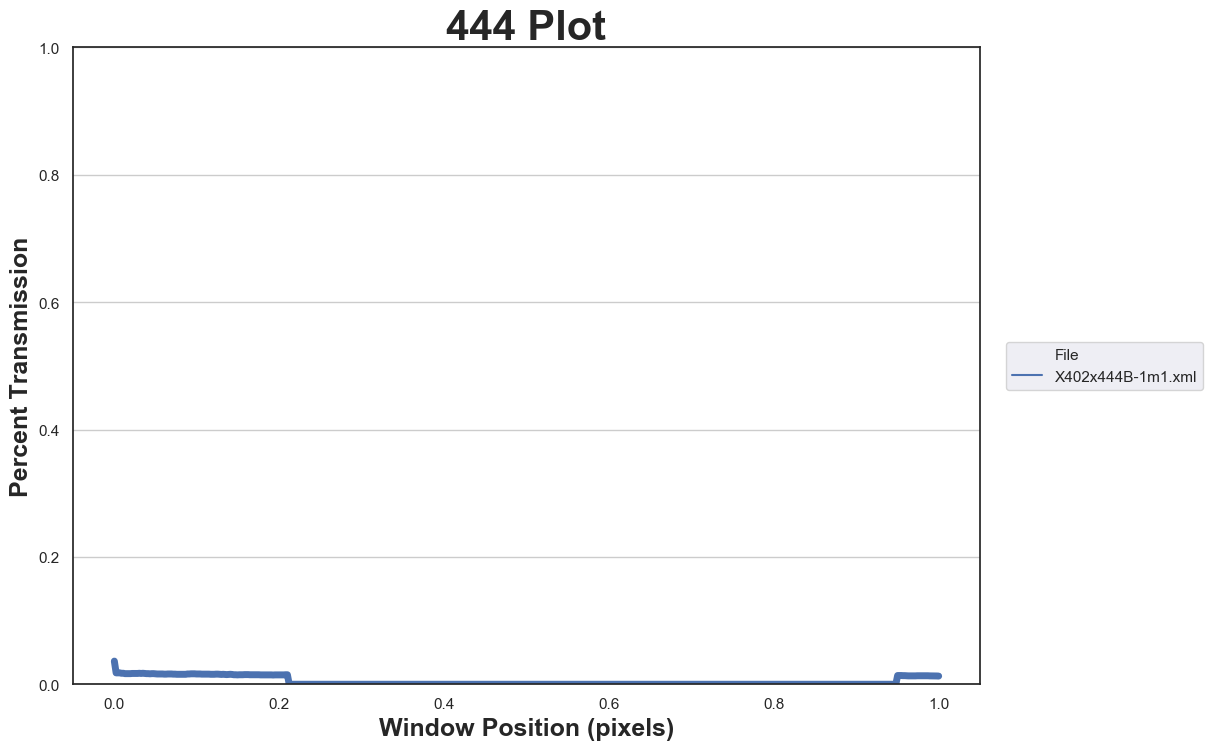 444 Plot
Percent Transmission
1.0
0.8
0.6
0.4
0.2
0.0
0.0 0.2 0.4 0.6 0.8 1.0
Window Position (pixels)
File
X402x444B-1m1.xml